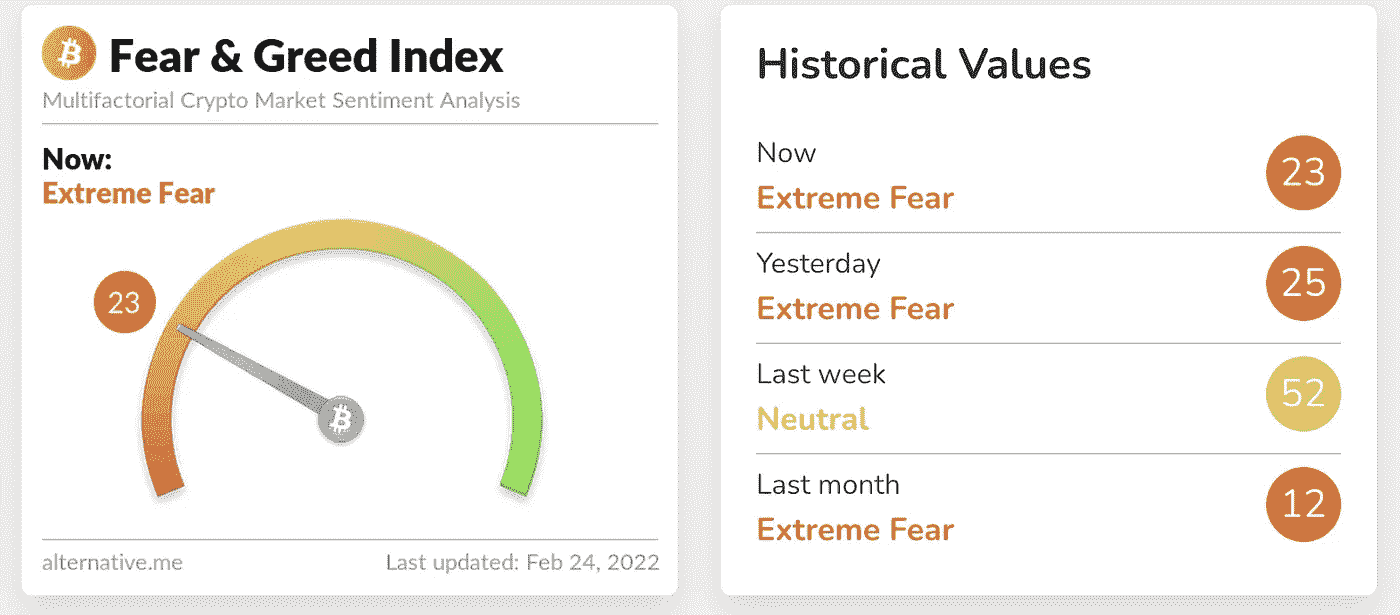 Fear & Greed Index
Multifactorial Crypto Market Sentiment Analysis
Now:
Extreme Fear
23
alternative.me
Last updated: Feb 24, 2022
Historical Values
Now
Extreme Fear
23
Yesterday
Extreme Fear
25
Last week
Neutral
52
Last month
Extreme Fear
12